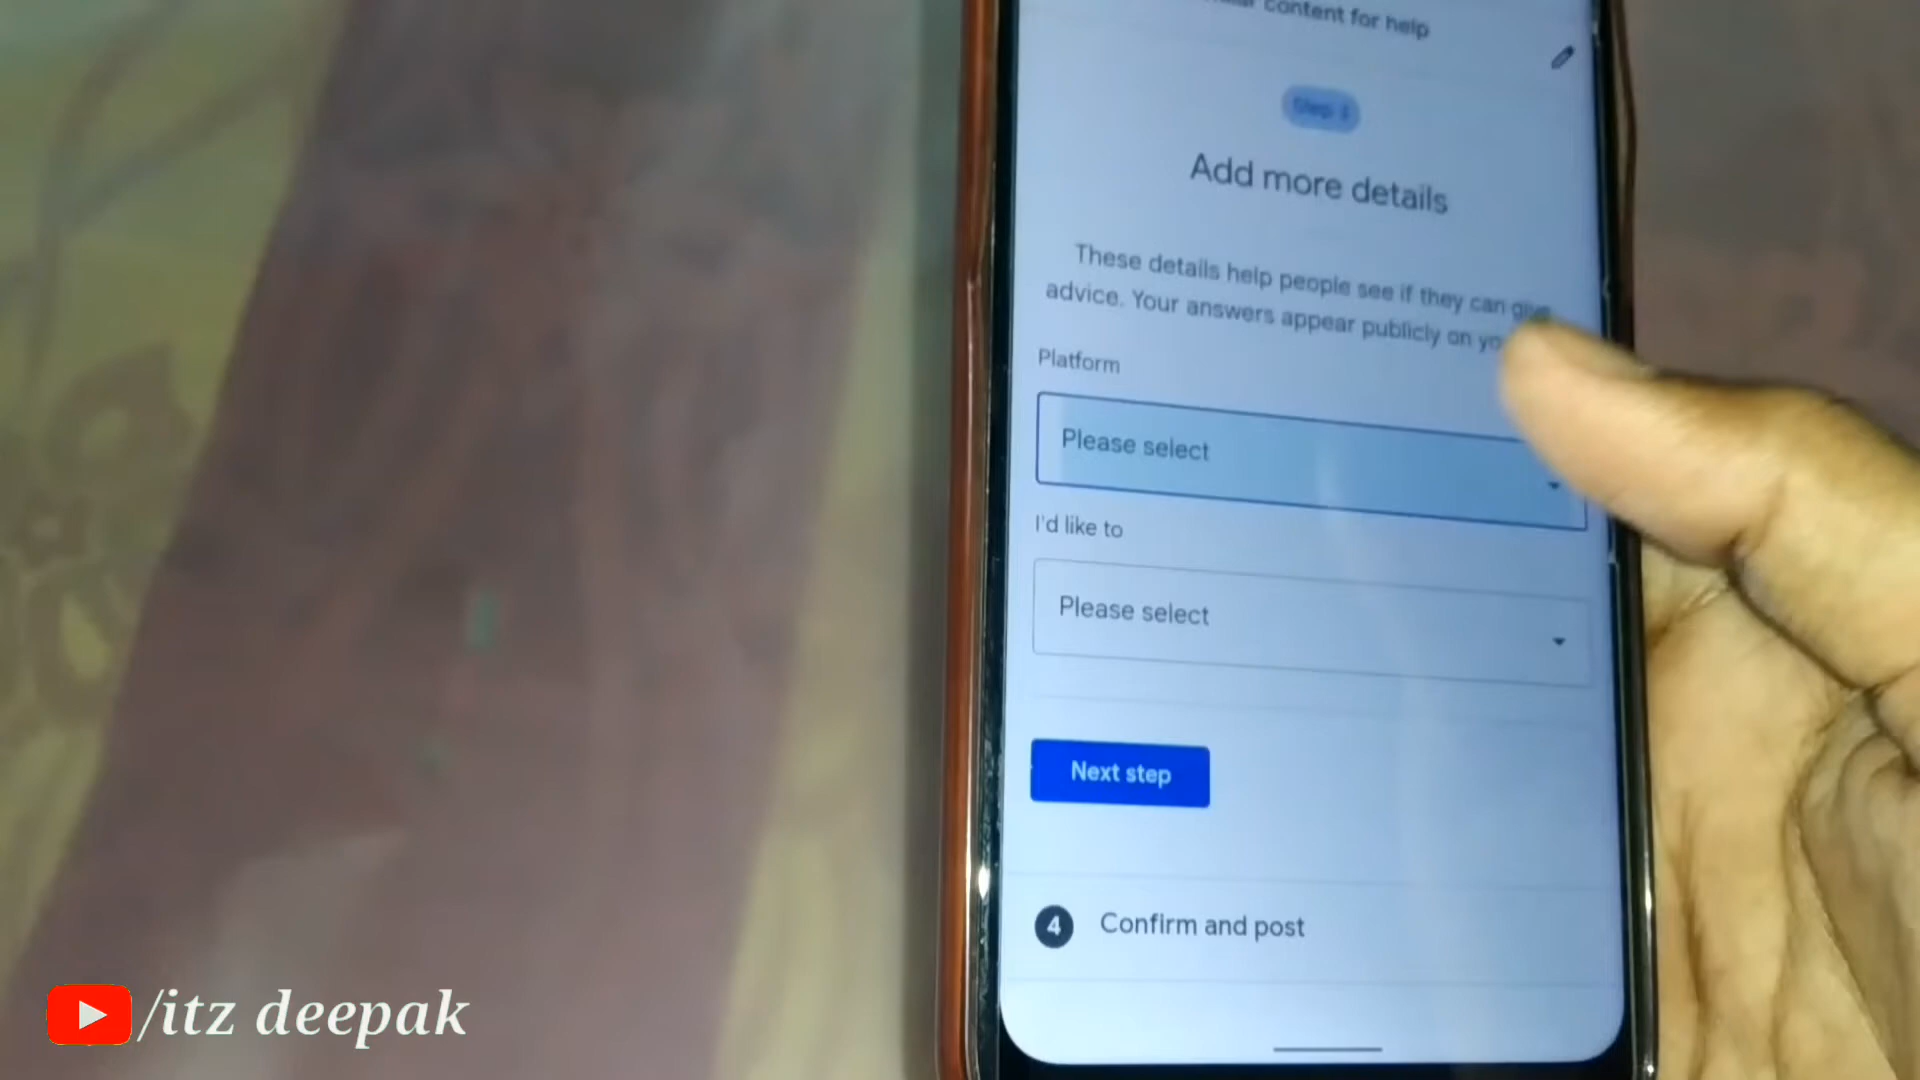 content for help
Step 3
Add more details
These details help people see if they can give
advice. Your answers appear publicly on
Platform
Please select
I'd like to
Please select
Next step
4 Confirm and post
/itz deepak